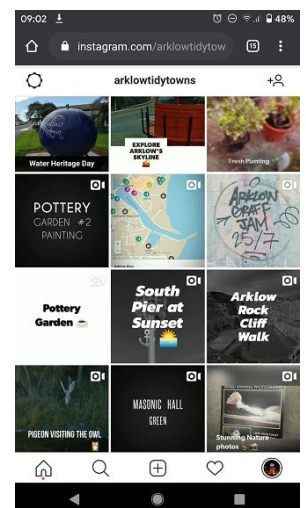 09:02
48%
instagram.com/arklowtidytow
15
arklowtidytowns
Water Heritage Day
EXPLORE
ARKLOW'S
SKYLINE
Fresh Planting
POTTERY
GARDEN #2
PAINTING
ARKLOW
GRAFF
JAM
25/7
Pottery
Garden
South
Pier at
Sunset
Arklow
Rock
Cliff
Walk
PIGEON VISITING THE OWL
MASONIC HALL
GREEN
Stunning Nature
photos